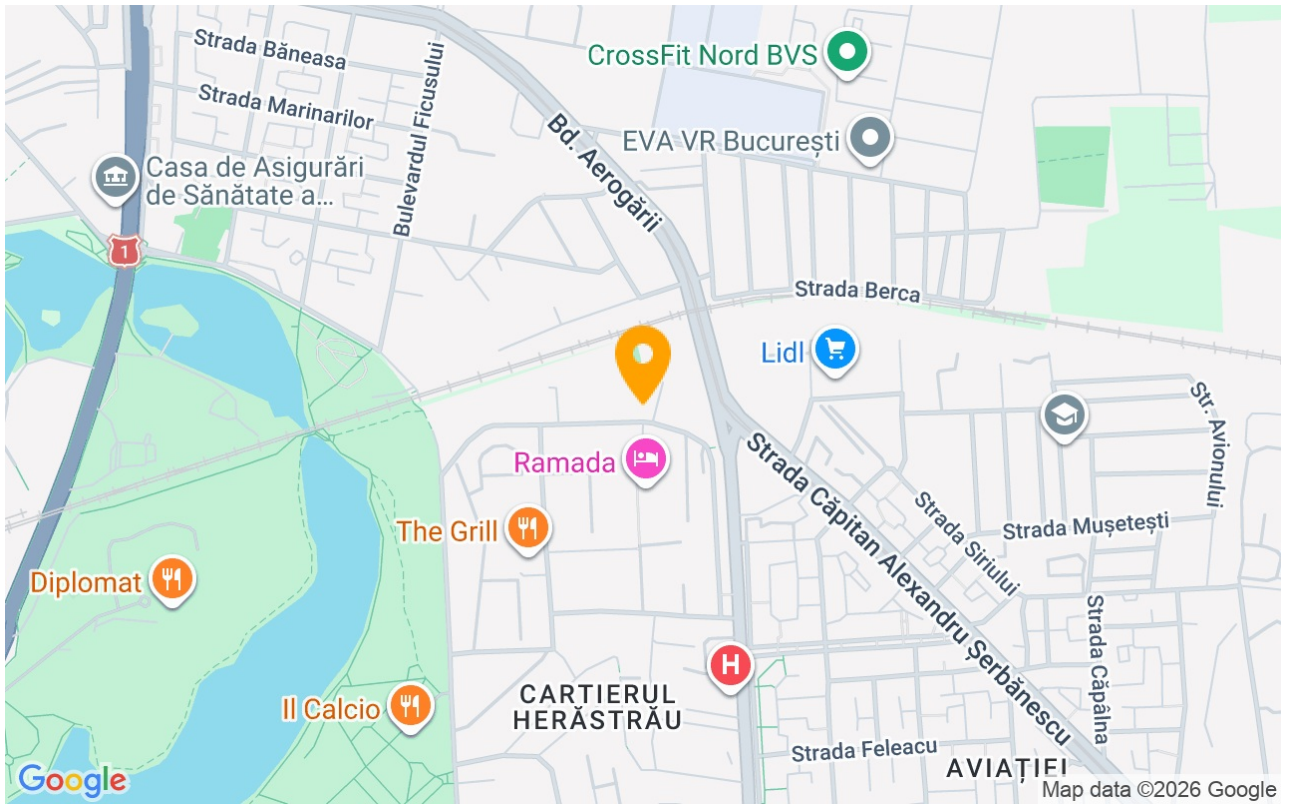 Strada Băneasa
CrossFit Nord BVS
Strada Marinarilor
Bulevardul Ficusului
Bd. Aerogării
EVA VR București
Casa de Asigurări
de Sănătate a...
1
Strada Berca
Lidl
Str. Avionului
Ramada
Strada Căpitan Alexandru Șerbănescu
Strada Siriului
Strada Mușetești
The Grill
Diplomat
Strada Căpâlna
H
CARTIERUL
HERĂSTRĂU
Il Calcio
Strada Feleacu
AVIAȚIEI
Google
Map data ©2026 Google